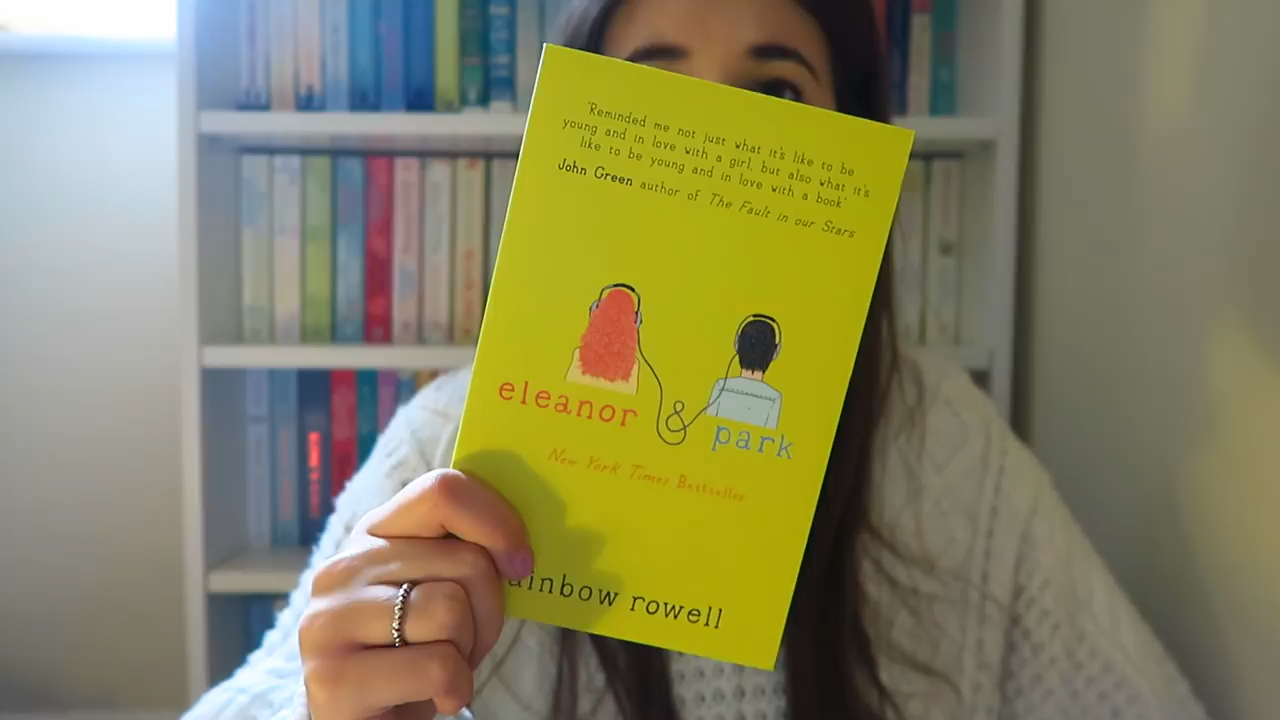 'Reminded me not just what it's like to be
young and in love with a girl, but also what it's
like to be young and in love with a book'
John Green author of The Fault in our Stars
eleanor
&
park
New York Times Bestseller
ainbow rowell